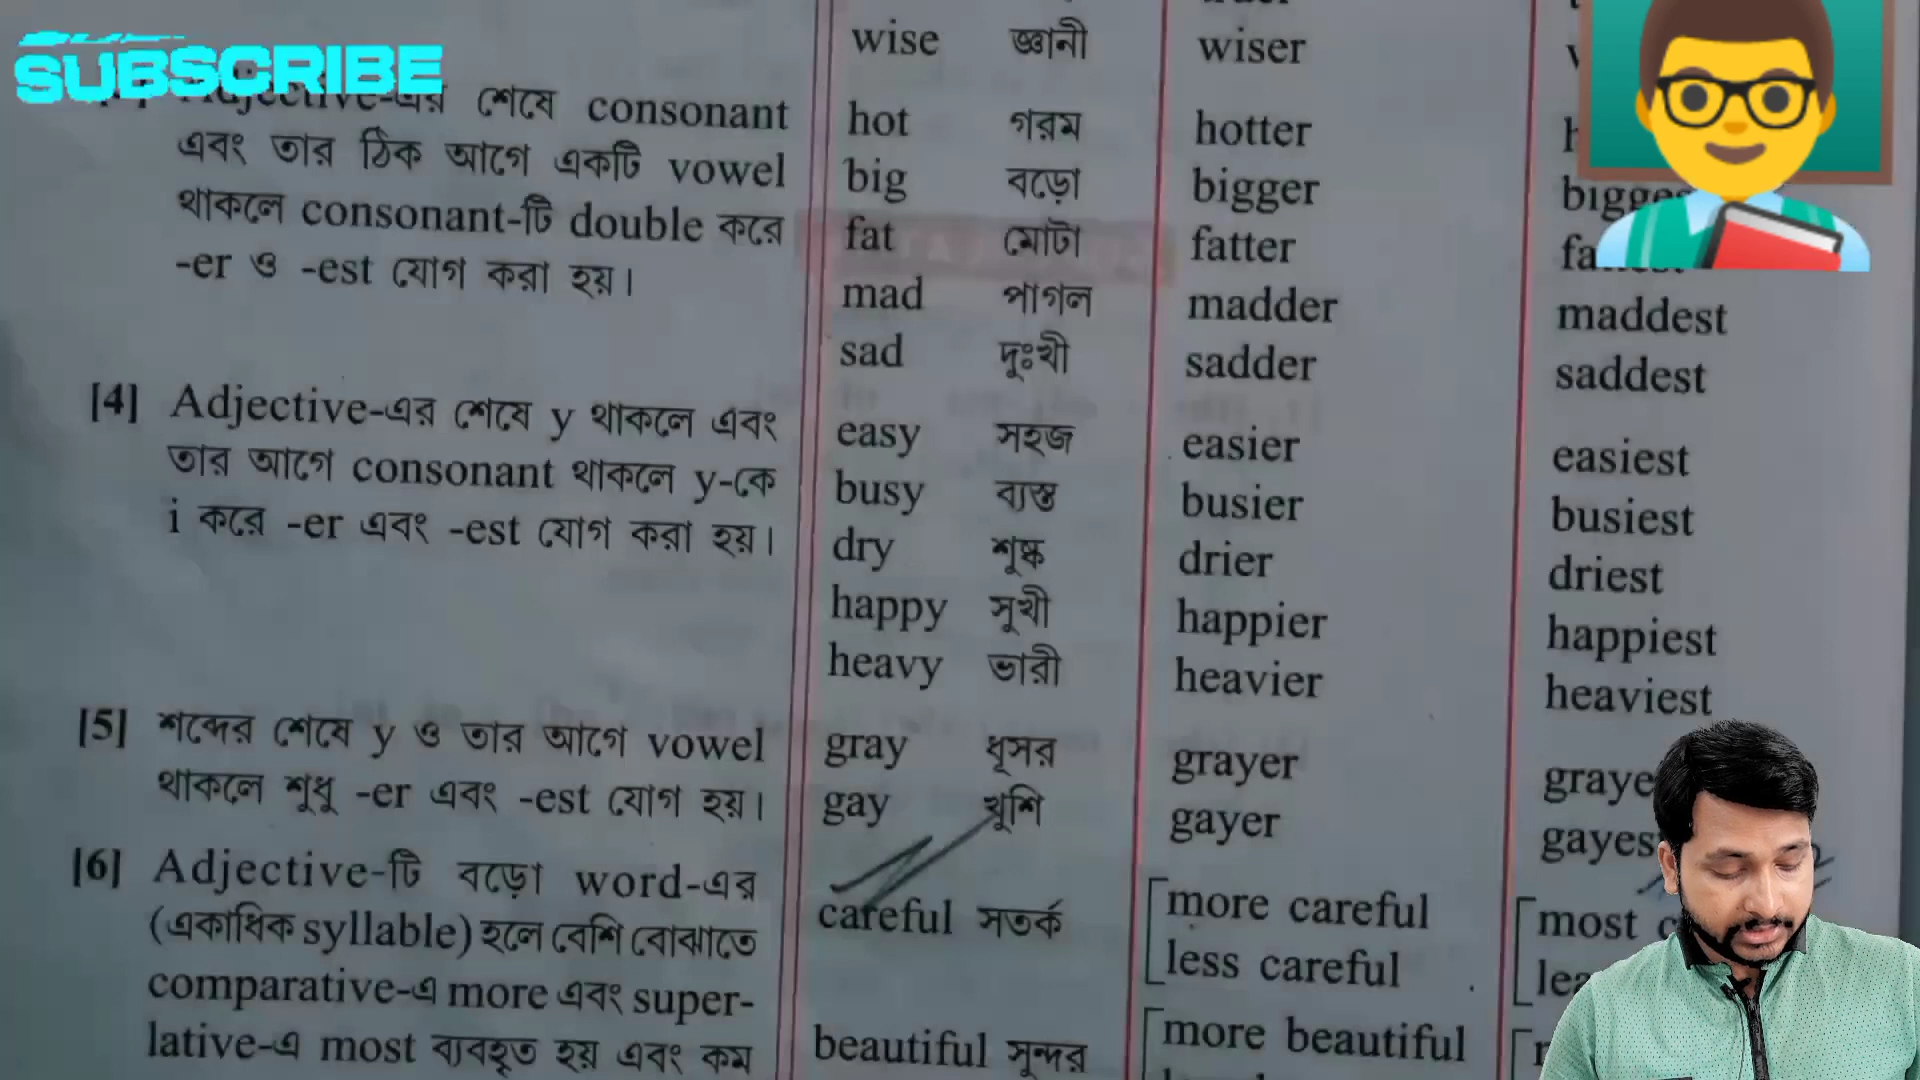 SUBSCRIBE
wise জ্ঞানী wiser
Adjective-এর শেষে consonant
এবং তার ঠিক আগে একটি vowel
থাকলে consonant-টি double করে
-er ও -est যোগ করা হয়।
hot গরম hotter
big বড়ো bigger
fat মোটা fatter
mad পাগল madder maddest
sad দুঃখী sadder saddest
[4] Adjective-এর শেষে y থাকলে এবং
তার আগে consonant থাকলে y-কে
i করে -er এবং -est যোগ করা হয়।
easy সহজ easier easiest
busy ব্যস্ত busier busiest
dry শুষ্ক drier driest
happy সুখী happier happiest
heavy ভারী heavier heaviest
[5] শব্দের শেষে y ও তার আগে vowel
থাকলে শুধু -er এবং -est যোগ হয়।
gray ধূসর grayer
gay খুশি gayer
[6] Adjective-টি বড়ো word-এর
(একাধিক syllable) হলে বেশি বোঝাতে
comparative-এ more এবং super-
lative-এ most ব্যবহৃত হয় এবং কম
careful সতর্ক more careful most
less careful
beautiful সুন্দর more beautiful